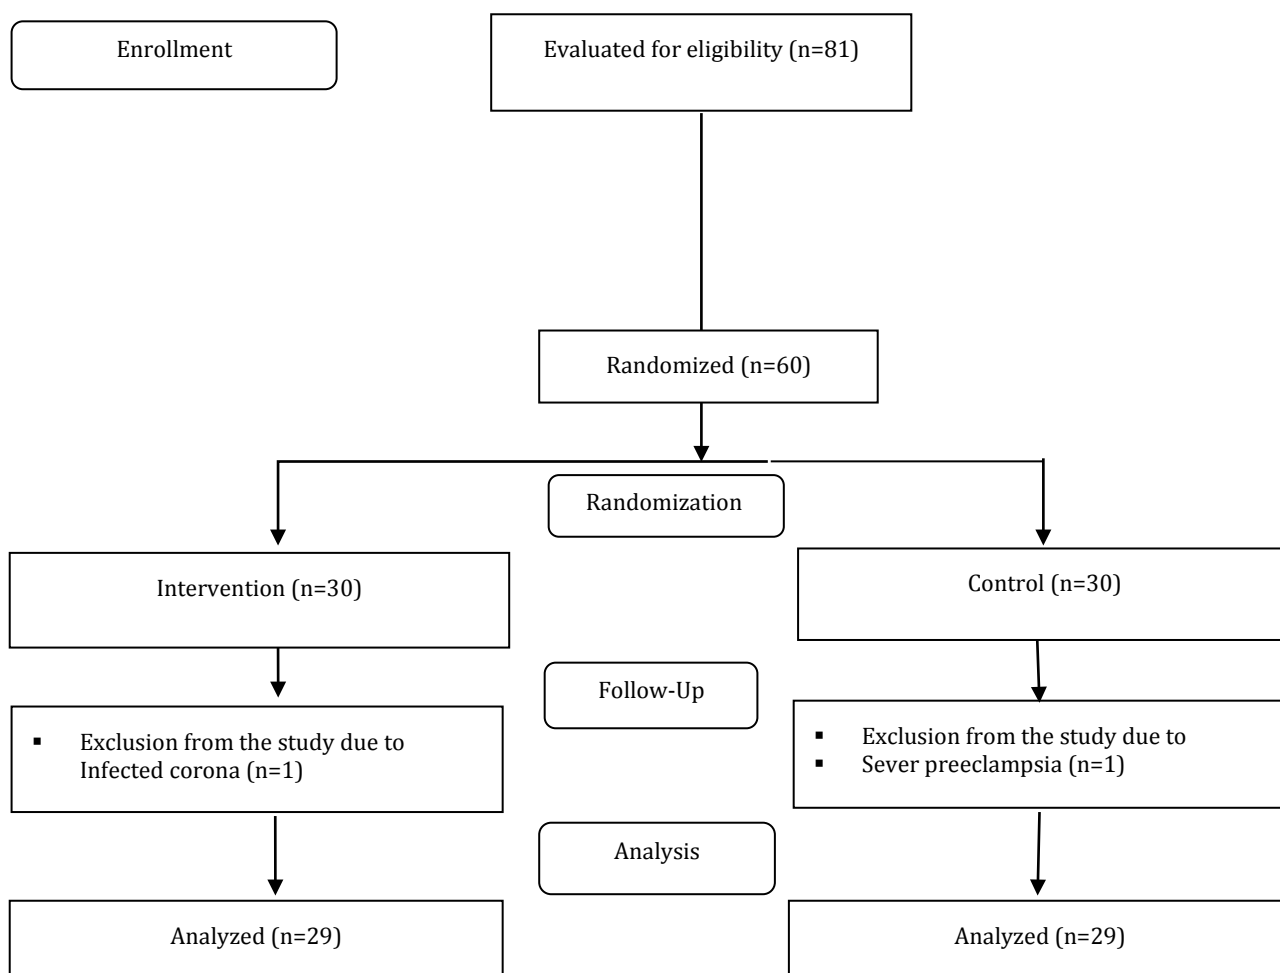 Enrollment
Evaluated for eligibility (n=81)
Randomized (n=60)
Randomization
Intervention (n=30)
Control (n=30)
Follow-Up
▪ Exclusion from the study due to
Infected corona (n=1)
▪ Exclusion from the study due to
▪ Sever preeclampsia (n=1)
Analysis
Analyzed (n=29)
Analyzed (n=29)